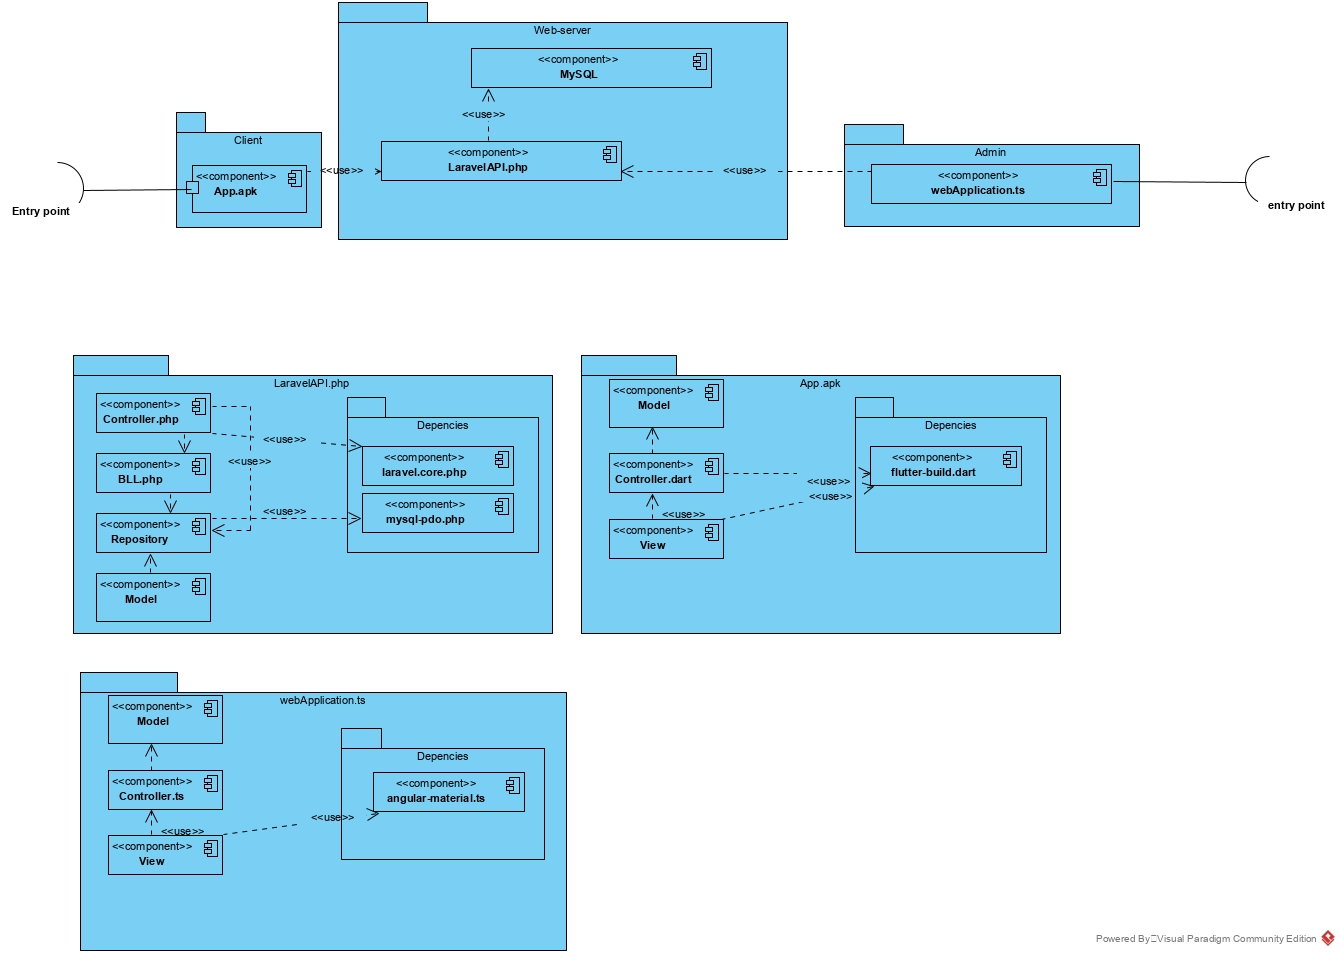 Web-server
<<component>>
MySQL
<<use>>
<<component>>
LaravelAPI.php
Client
<<component>>
App.apk
<<use>>
Entry point
Admin
<<component>>
webApplication.ts
<<use>>
entry point
LaravelAPI.php
<<component>>
Controller.php
<<use>>
<<use>>
<<component>>
BLL.php
<<component>>
Repository
<<use>>
<<component>>
Model
Depencies
<<component>>
laravel.core.php
<<component>>
mysql-pdo.php
App.apk
<<component>>
Model
<<component>>
Controller.dart
<<use>>
<<use>>
<<use>>
<<component>>
View
Depencies
<<component>>
flutter-build.dart
webApplication.ts
<<component>>
Model
<<component>>
Controller.ts
<<use>>
<<use>>
<<component>>
View
Depencies
<<component>>
angular-material.ts
Powered By Visual Paradigm Community Edition